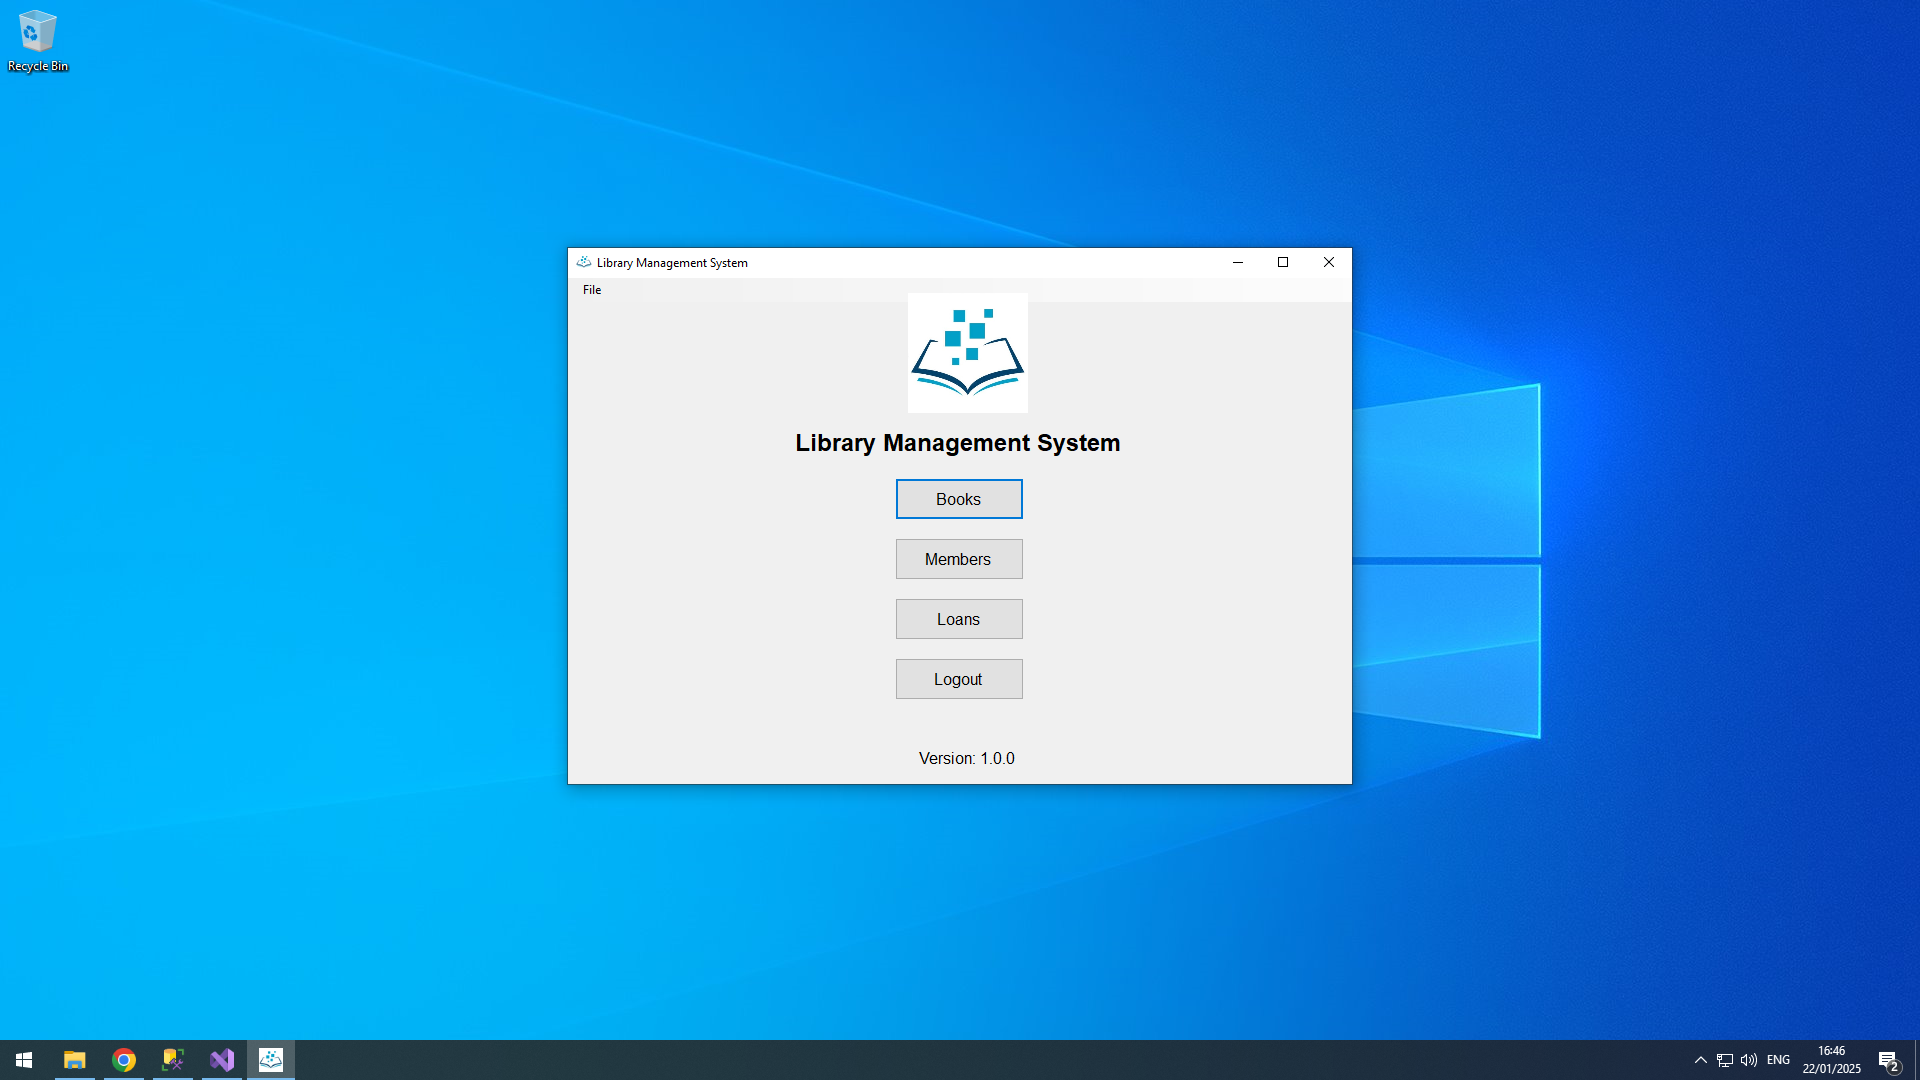 Recycle Bin
Library Management System
File
Library Management System
Books
Members
Loans
Logout
Version: 1.0.0
ENG
16:46
22/01/2025
2